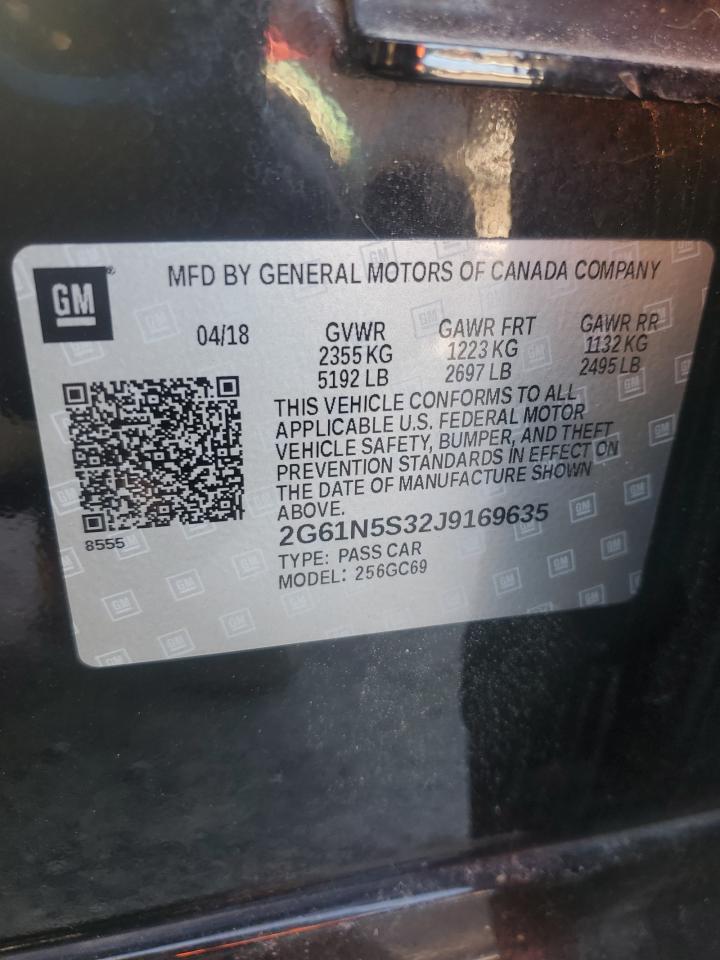 GM
MFD BY GENERAL MOTORS OF CANADA COMPANY
04/18
GVWR
2355 KG
5192 LB
GAWR FRT
1223 KG
2697 LB
GAWR RR
1132 KG
2495 LB
THIS VEHICLE CONFORMS TO ALL
APPLICABLE U.S. FEDERAL MOTOR
VEHICLE SAFETY, BUMPER, AND THEFT
PREVENTION STANDARDS IN EFFECT ON
THE DATE OF MANUFACTURE SHOWN
ABOVE.
2G61N5S32J9169635
TYPE: PASS CAR
MODEL: 256GC69
8555